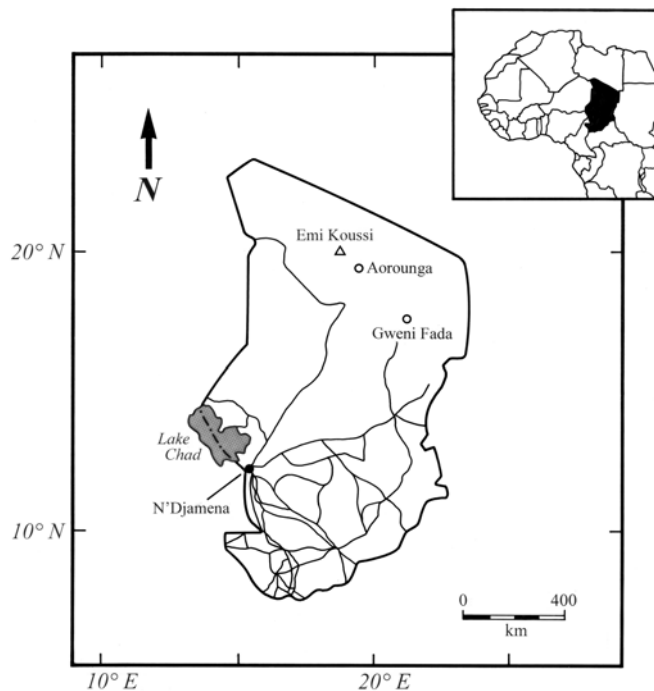 N
20° N
Emi Koussi
Aorounga
Gweni Fada
Lake
Chad
N'Djamena
10° N
0 400
km
10° E
20° E